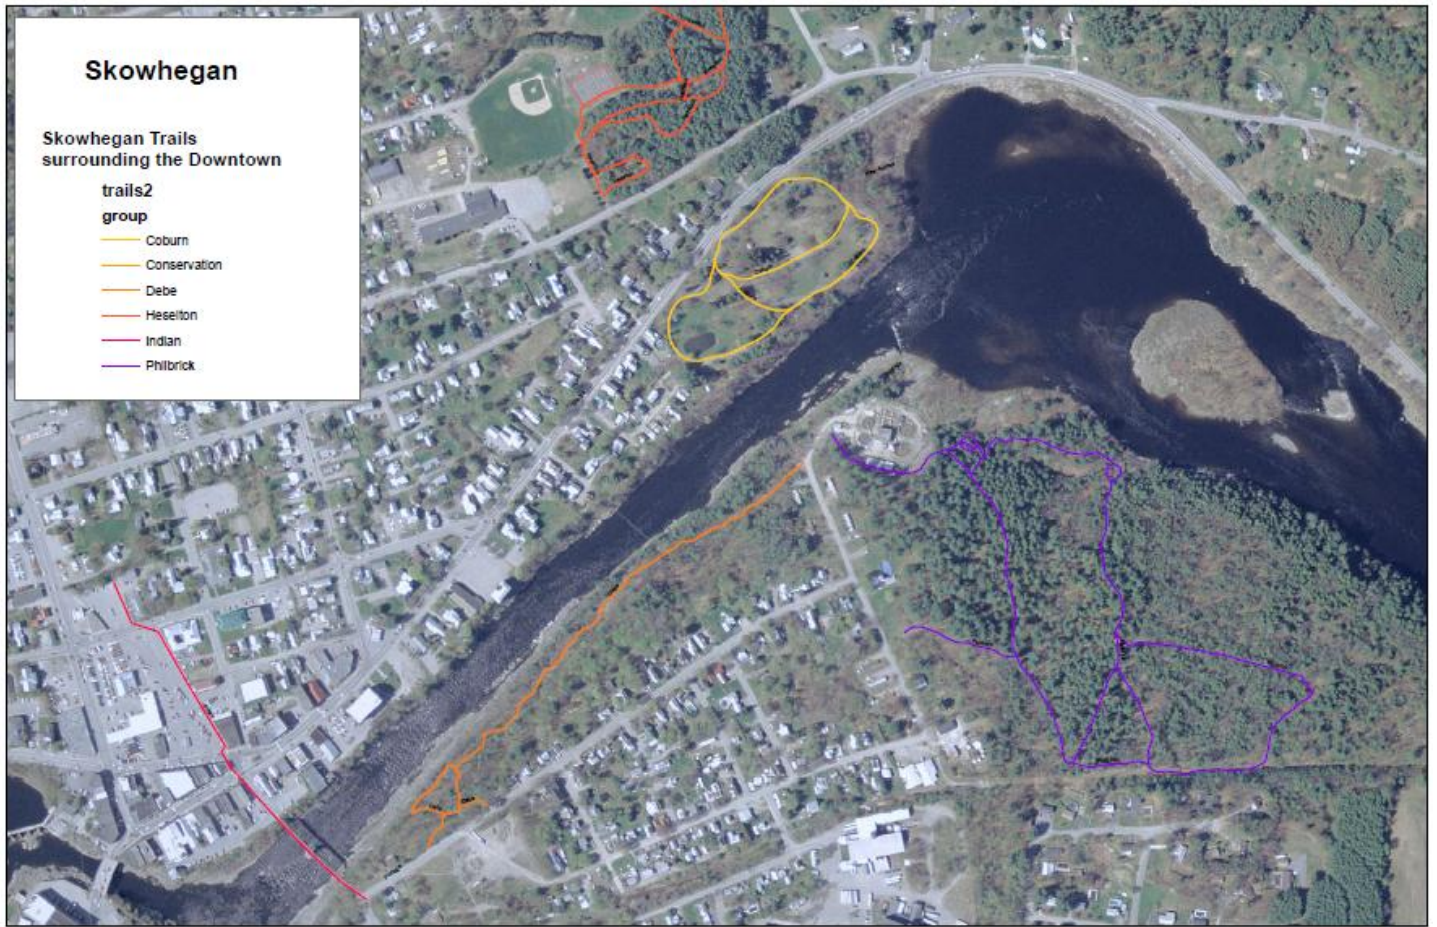 Skowhegan
Skowhegan Trails
surrounding the Downtown
trails2
group
Coburn
Conservation
Debe
Heselton
Indian
Philbrick